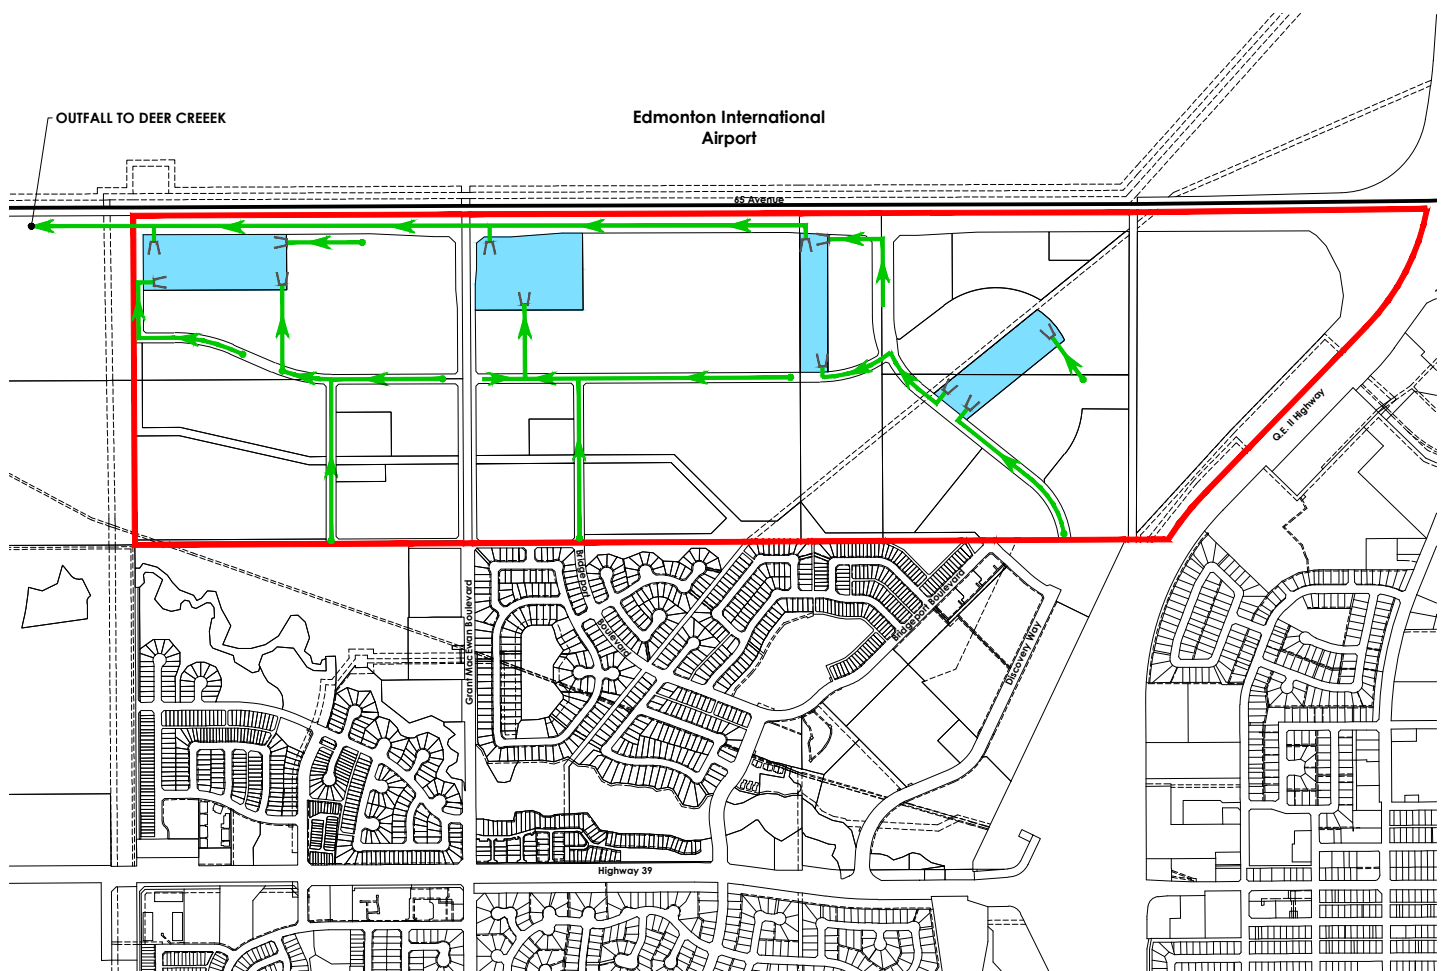 OUTFALL TO DEER CREEEK
Edmonton International
Airport
65 Avenue
Q.E. II Highway
Bridgeport
Boulevard
Grant MacEwan Boulevard
Bridgeport Boulevard
Discovery Way
Highway 39